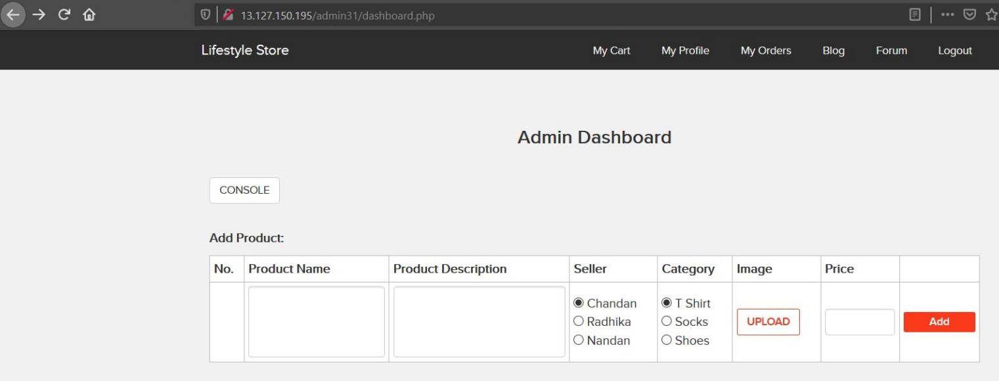 13.127.150.195/admin31/dashboard.php
Lifestyle Store My Cart My Profile My Orders Blog Forum Logout
Admin Dashboard
CONSOLE
Add Product:
No. Product Name Product Description Seller Category Image Price
Chandan T Shirt
Radhika Socks UPLOAD Add
Nandan Shoes